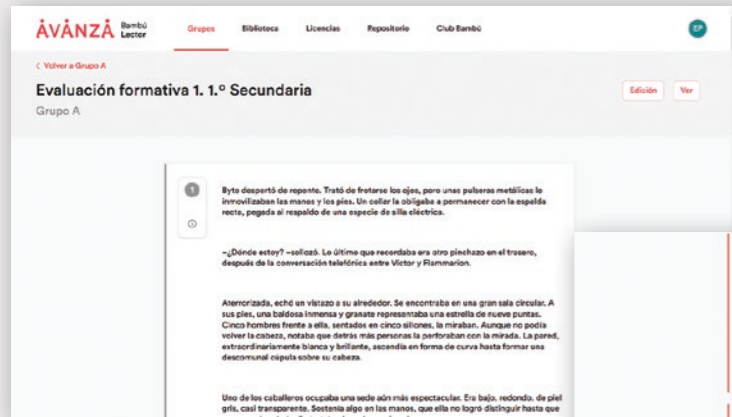 AVANZA Bambú Lector
Grupos Biblioteca Licencias Repositorio Club Bambú
EP
< Volver a Grupo A
Evaluación formativa 1. 1.º Secundaria
Edición Ver
Grupo A
1
Byte despertó de repente. Trató de frotarse los ojos, pero unas pulseras metálicas le
inmovilizaban las manos y los pies. Un collar la obligaba a permanecer con la espalda
recta, pegada al respaldo de una especie de silla eléctrica.
–¿Dónde estoy? –sollozó. Lo último que recordaba era otro pinchazo en el trasero,
después de la conversación telefónica entre Victor y Flammarion.
Aterrorizada, echó un vistazo a su alrededor. Se encontraba en una gran sala circular. A
sus pies, una baldosa inmensa y granate representaba una estrella de nueve puntas.
Cinco hombres frente a ella, sentados en cinco sillones, la miraban. Aunque no podía
volver la cabeza, notaba que detrás más personas la perforaban con la mirada. La pared,
extraordinariamente blanca y brillante, ascendía en forma de curva hasta formar una
descomunal cúpula sobre su cabeza.
Uno de los caballeros ocupaba una sede aún más espectacular. Era bajo, redondo, de piel
gris, casi transparente. Sostenía algo en las manos, que ella no logró distinguir hasta que